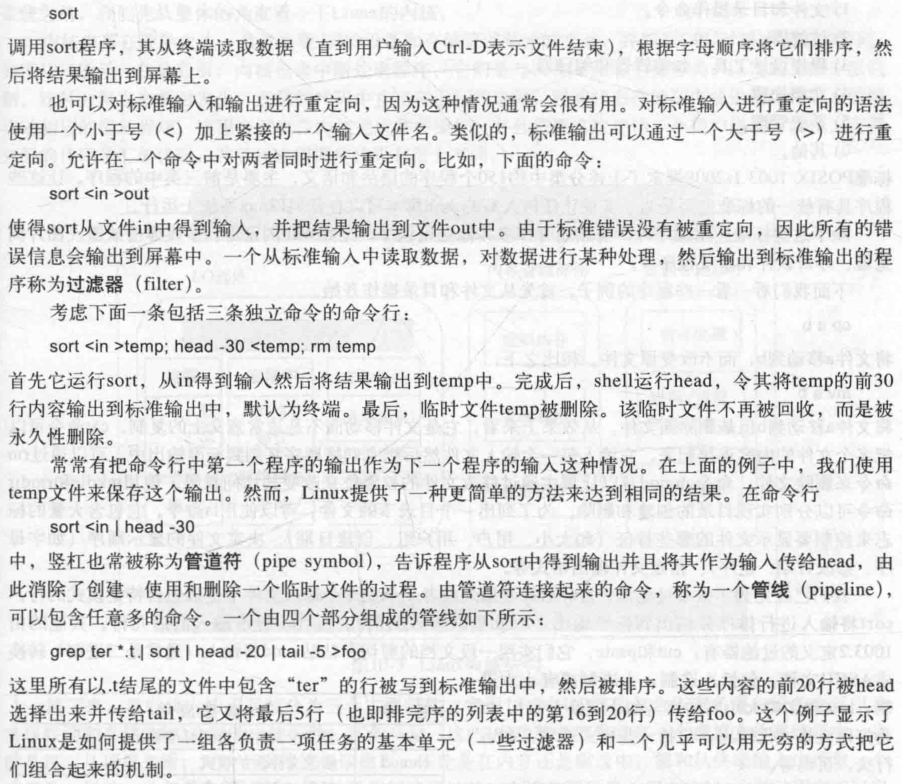 sort
调用sort程序，其从终端读取数据（直到用户输入Ctrl-D表示文件结束），根据字母顺序将它们排序，然
后将结果输出到屏幕上。
也可以对标准输入和输出进行重定向，因为这种情况通常会很有用。对标准输入进行重定向的语法
使用一个小于号（<）加上紧接的一个输入文件名。类似的，标准输出可以通过一个大于号（>）进行重
定向。允许在一个命令中对两者同时进行重定向。比如，下面的命令：
sort <in >out
使得sort从文件in中得到输入，并把结果输出到文件out中。由于标准错误没有被重定向，因此所有的错
误信息会输出到屏幕中。一个从标准输入中读取数据，对数据进行某种处理，然后输出到标准输出的程
序称为过滤器（filter）。
考虑下面一条包括三条独立命令的命令行：
sort <in >temp; head -30 <temp; rm temp
首先它运行sort，从in得到输入然后将结果输出到temp中。完成后，shell运行head，令其将temp的前30
行内容输出到标准输出中，默认为终端。最后，临时文件temp被删除。该临时文件不再被回收，而是被
永久性删除。
常常有把命令行中第一个程序的输出作为下一个程序的输入这种情况。在上面的例子中，我们使用
temp文件来保存这个输出。然而，Linux提供了一种更简单的方法来达到相同的结果。在命令行
sort <in | head -30
中，竖杠也常被称为管道符（pipe symbol），告诉程序从sort中得到输出并且将其作为输入传给head，由
此消除了创建、使用和删除一个临时文件的过程。由管道符连接起来的命令，称为一个管线（pipeline），
可以包含任意多的命令。一个由四个部分组成的管线如下所示：
grep ter *.t | sort | head -20 | tail -5 >foo
这里所有以.t结尾的文件中包含“ter”的行被写到标准输出中，然后被排序。这些内容的前20行被head
选择出来并传给tail，它又将最后5行（也即排完序的列表中的第16到20行）传给foo。这个例子显示了
Linux是如何提供了一组各负责一项任务的基本单元（一些过滤器）和一个几乎可以用无穷的方式把它
们组合起来的机制。